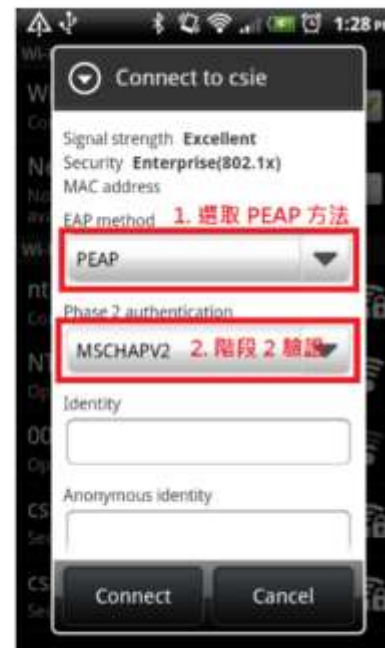 1:28 PM
Connect to csie
Signal strength Excellent
Security Enterprise(802.1x)
MAC address
EAP method 1. 選取 PEAP 方法
PEAP
Phase 2 authentication
MSCHAPV2 2. 階段 2 驗證
Identity
Anonymous identity
Connect Cancel